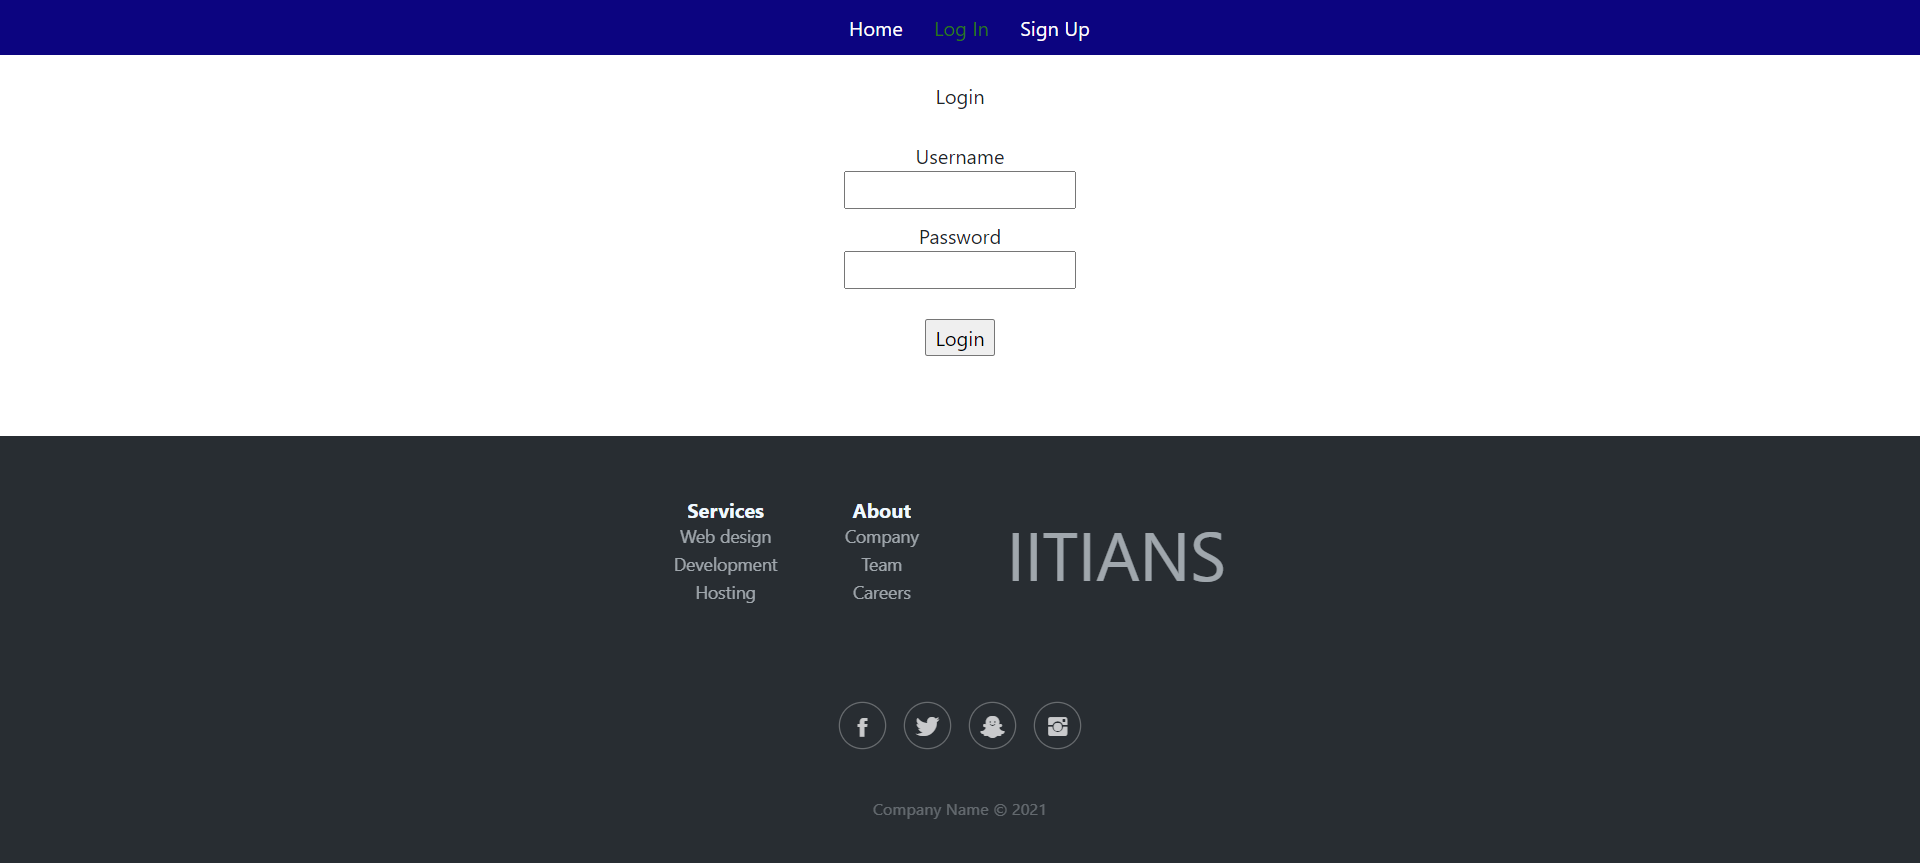 Home Log In Sign Up
Login
Username
Password
Login
Services
Web design
Development
Hosting
About
Company
Team
Careers
IITIANS
Company Name © 2021